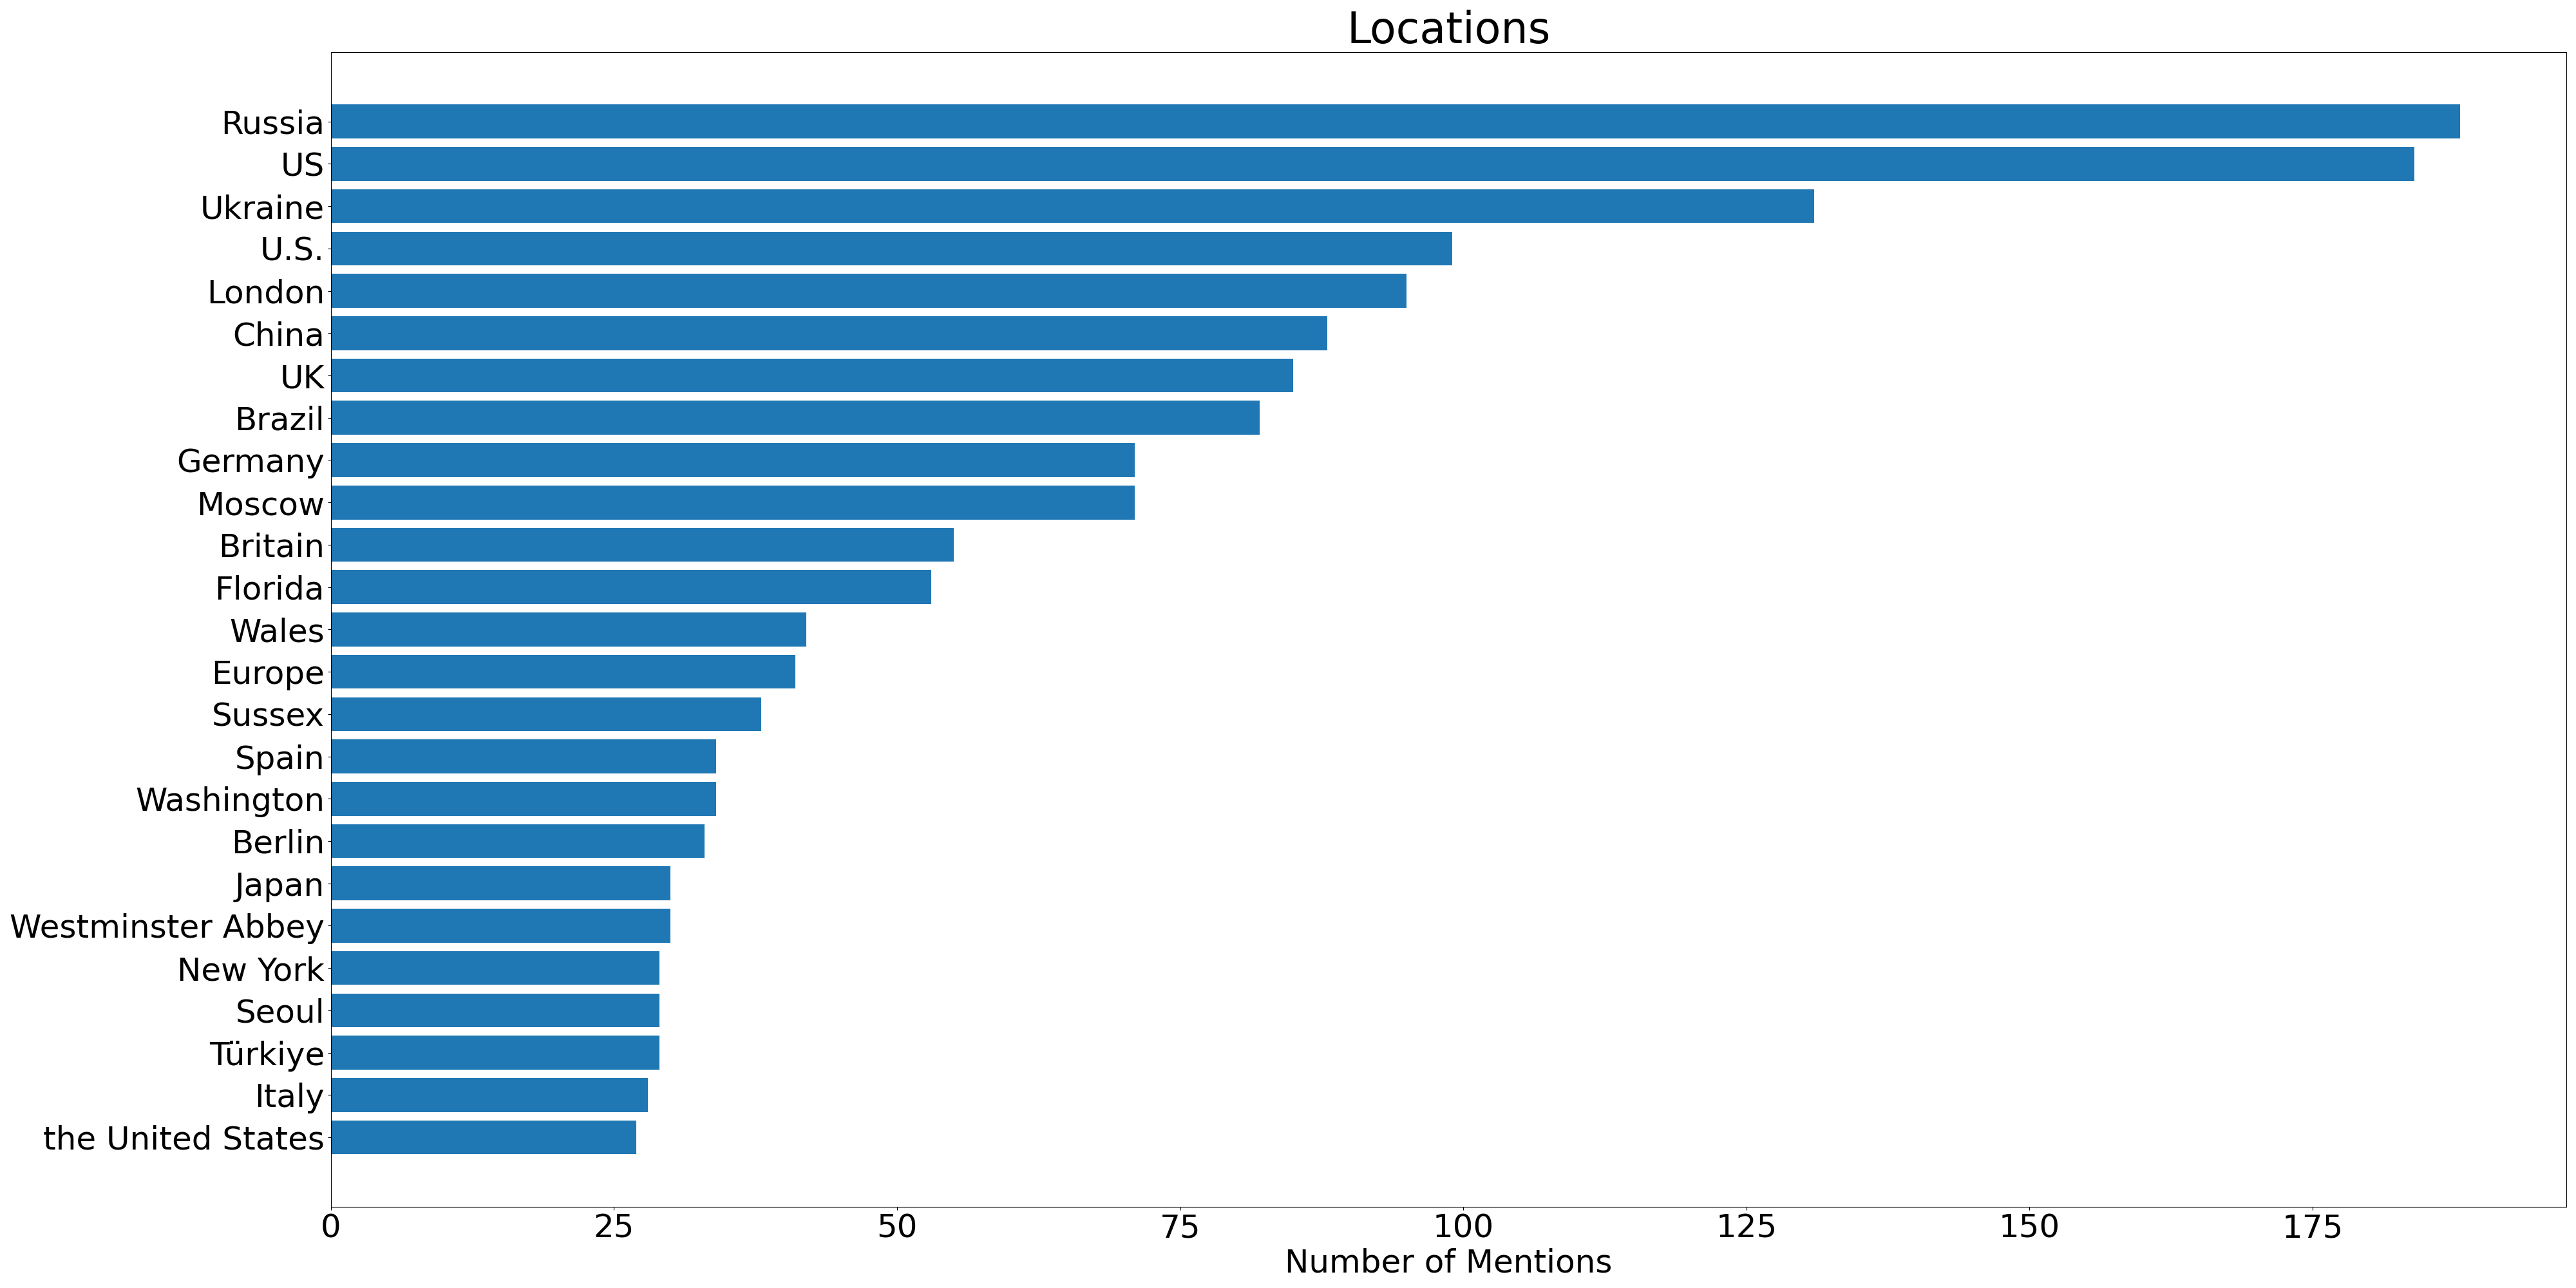 Locations
Russia
US
Ukraine
U.S.
London
China
UK
Brazil
Germany
Moscow
Britain
Florida
Wales
Europe
Sussex
Spain
Washington
Berlin
Japan
Westminster Abbey
New York
Seoul
Türkiye
Italy
the United States
0 25 50 75 100 125 150 175
Number of Mentions